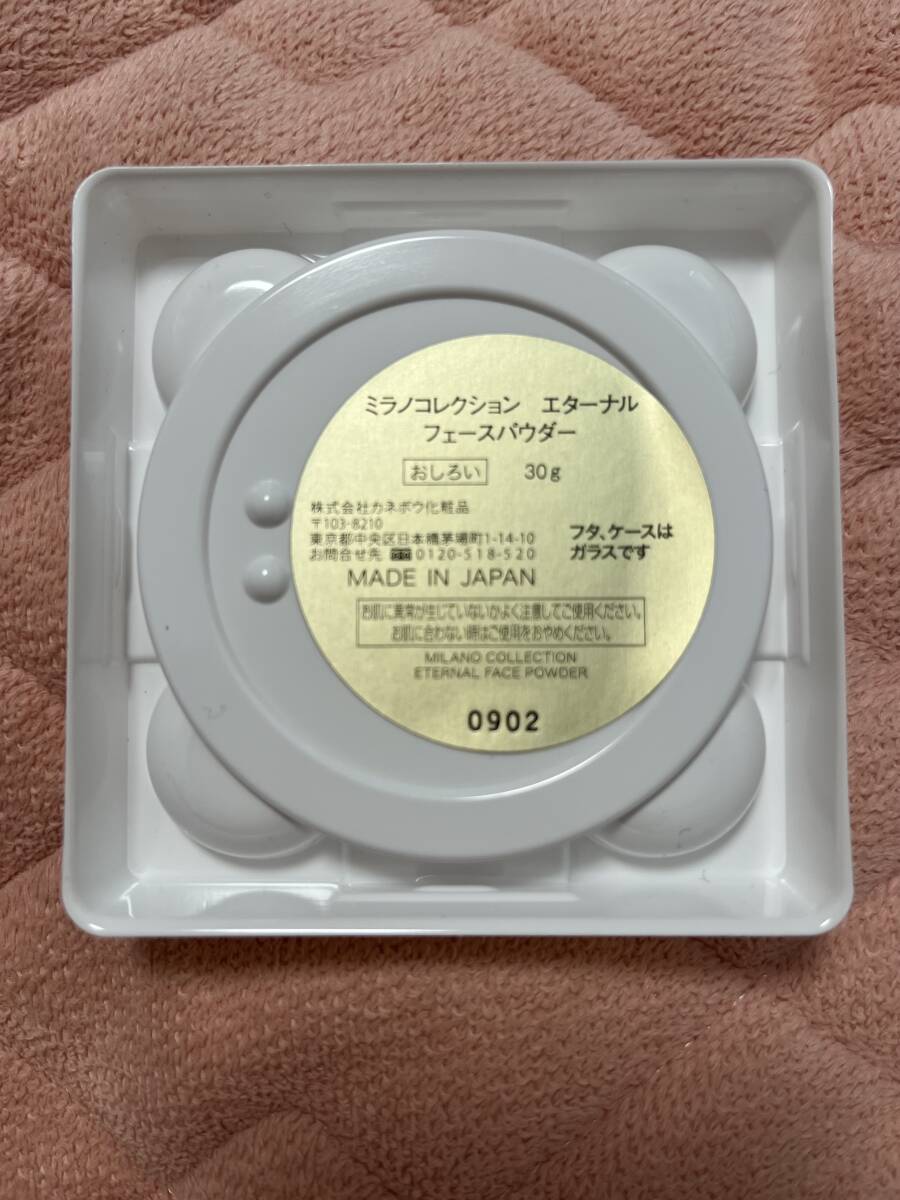 ミラノコレクション　エターナル
フェースパウダー
おしろい　30g
株式会社カネボウ化粧品
〒103-8210
東京都中央区日本橋茅場町1-14-10
お問合せ先 0120-518-520
フタ、ケースは
ガラスです
MADE IN JAPAN
お肌に異常が生じていないかよく注意してご使用ください。
お肌に合わない時はご使用をおやめください。
MILANO COLLECTION
ETERNAL FACE POWDER
0902